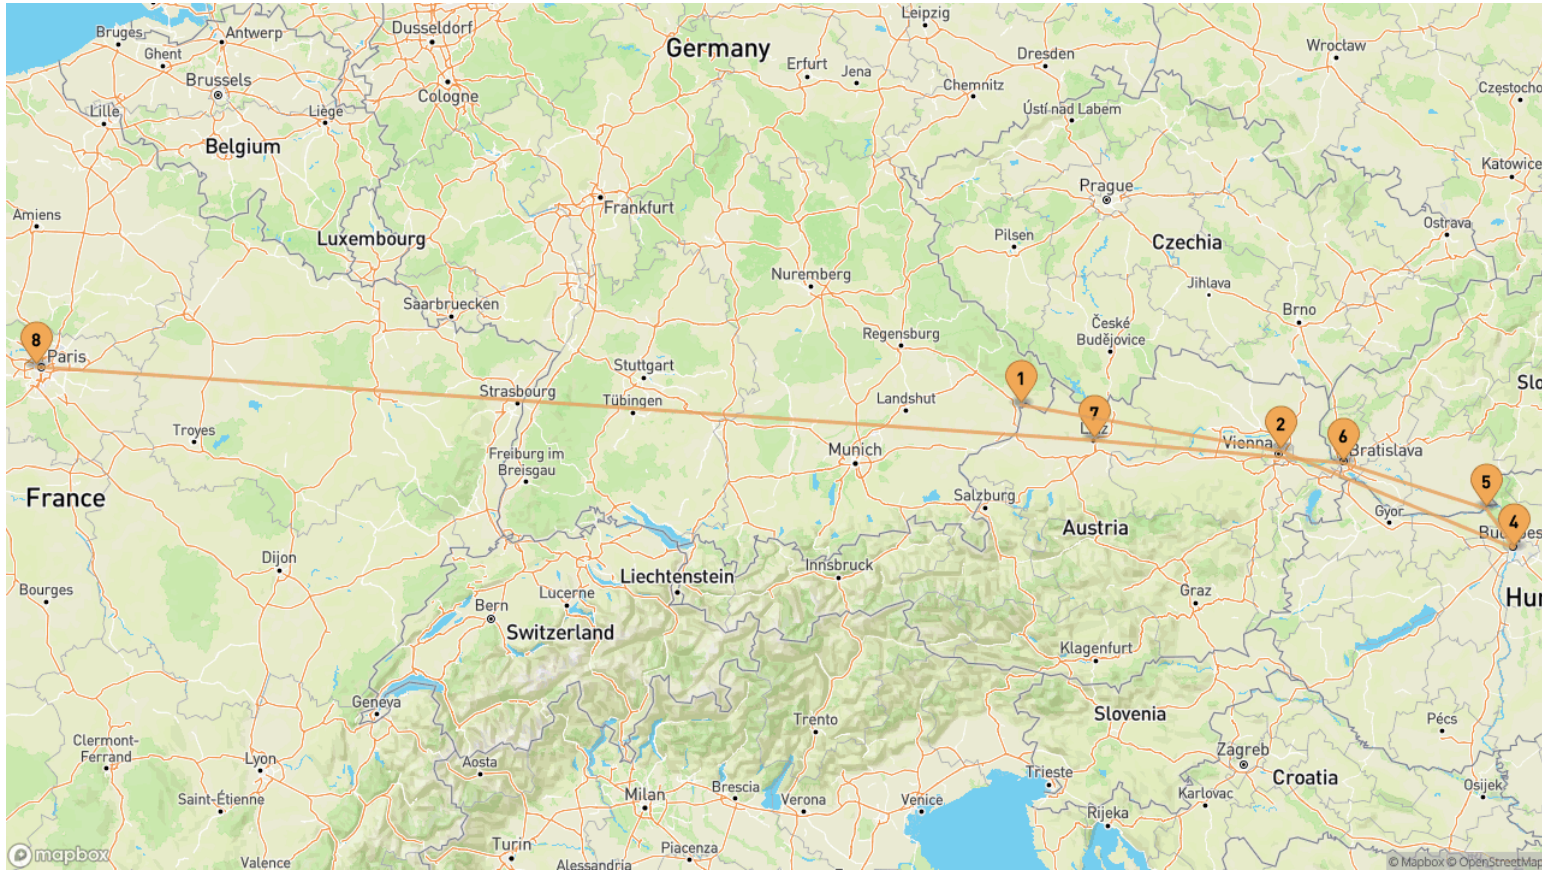 Leipzig
Bruges
Antwerp
Dusseldorf
Germany
Wrocław
Ghent
Erfurt
Dresden
Jena
Brussels
Chemnitz
Cologne
Częstocho
Lille
Liège
Ústí nad Labem
Belgium
Katowice
Prague
Frankfurt
Amiens
Ostrava
Luxembourg
Pilsen
Czechia
Nuremberg
Jihlava
Saarbruecken
Brno
České
Budějovice
Regensburg
8
Paris
Stuttgart
1
Slo
Strasbourg
Tübingen
Landshut
7
Troyes
2
6
Vienna
Bratislava
Munich
Freiburg im
Breisgau
5
France
Salzburg
Gyor
4
Austria
Dijon
Innsbruck
Liechtenstein
Bourges
Lucerne
Graz
Hun
Bern
Switzerland
Klagenfurt
Geneva
Slovenia
Trento
Pécs
Clermont-
Ferrand
Zagreb
Lyon
Aosta
Trieste
Croatia
Saint-Étienne
Milan
Brescia
Verona
Venice
Karlovac
Osijek
Rijeka
Turin
Piacenza
Valence
Alessandria
mapbox
© Mapbox © OpenStreetMap